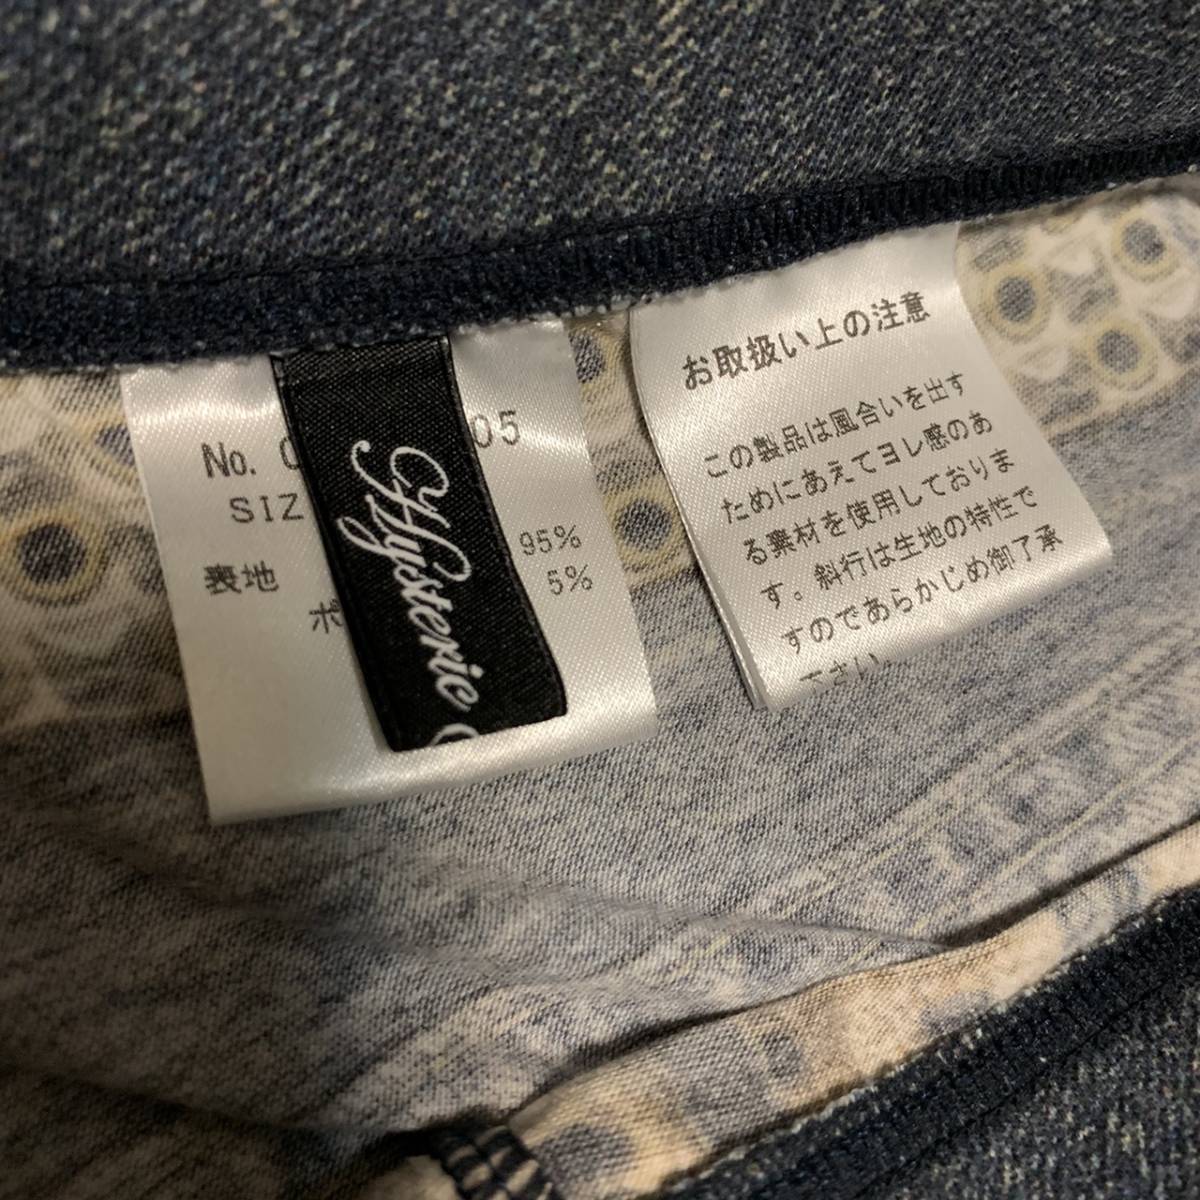 No. 05
SIZ
95%
表地
5%
ポ
Hysteric
お取扱い上の注意
この製品は風合いを出す
ためにあえてヨレ感のあ
る素材を使用しておりま
す。斜行は生地の特性で
すのであらかじめ御了承
下さい。